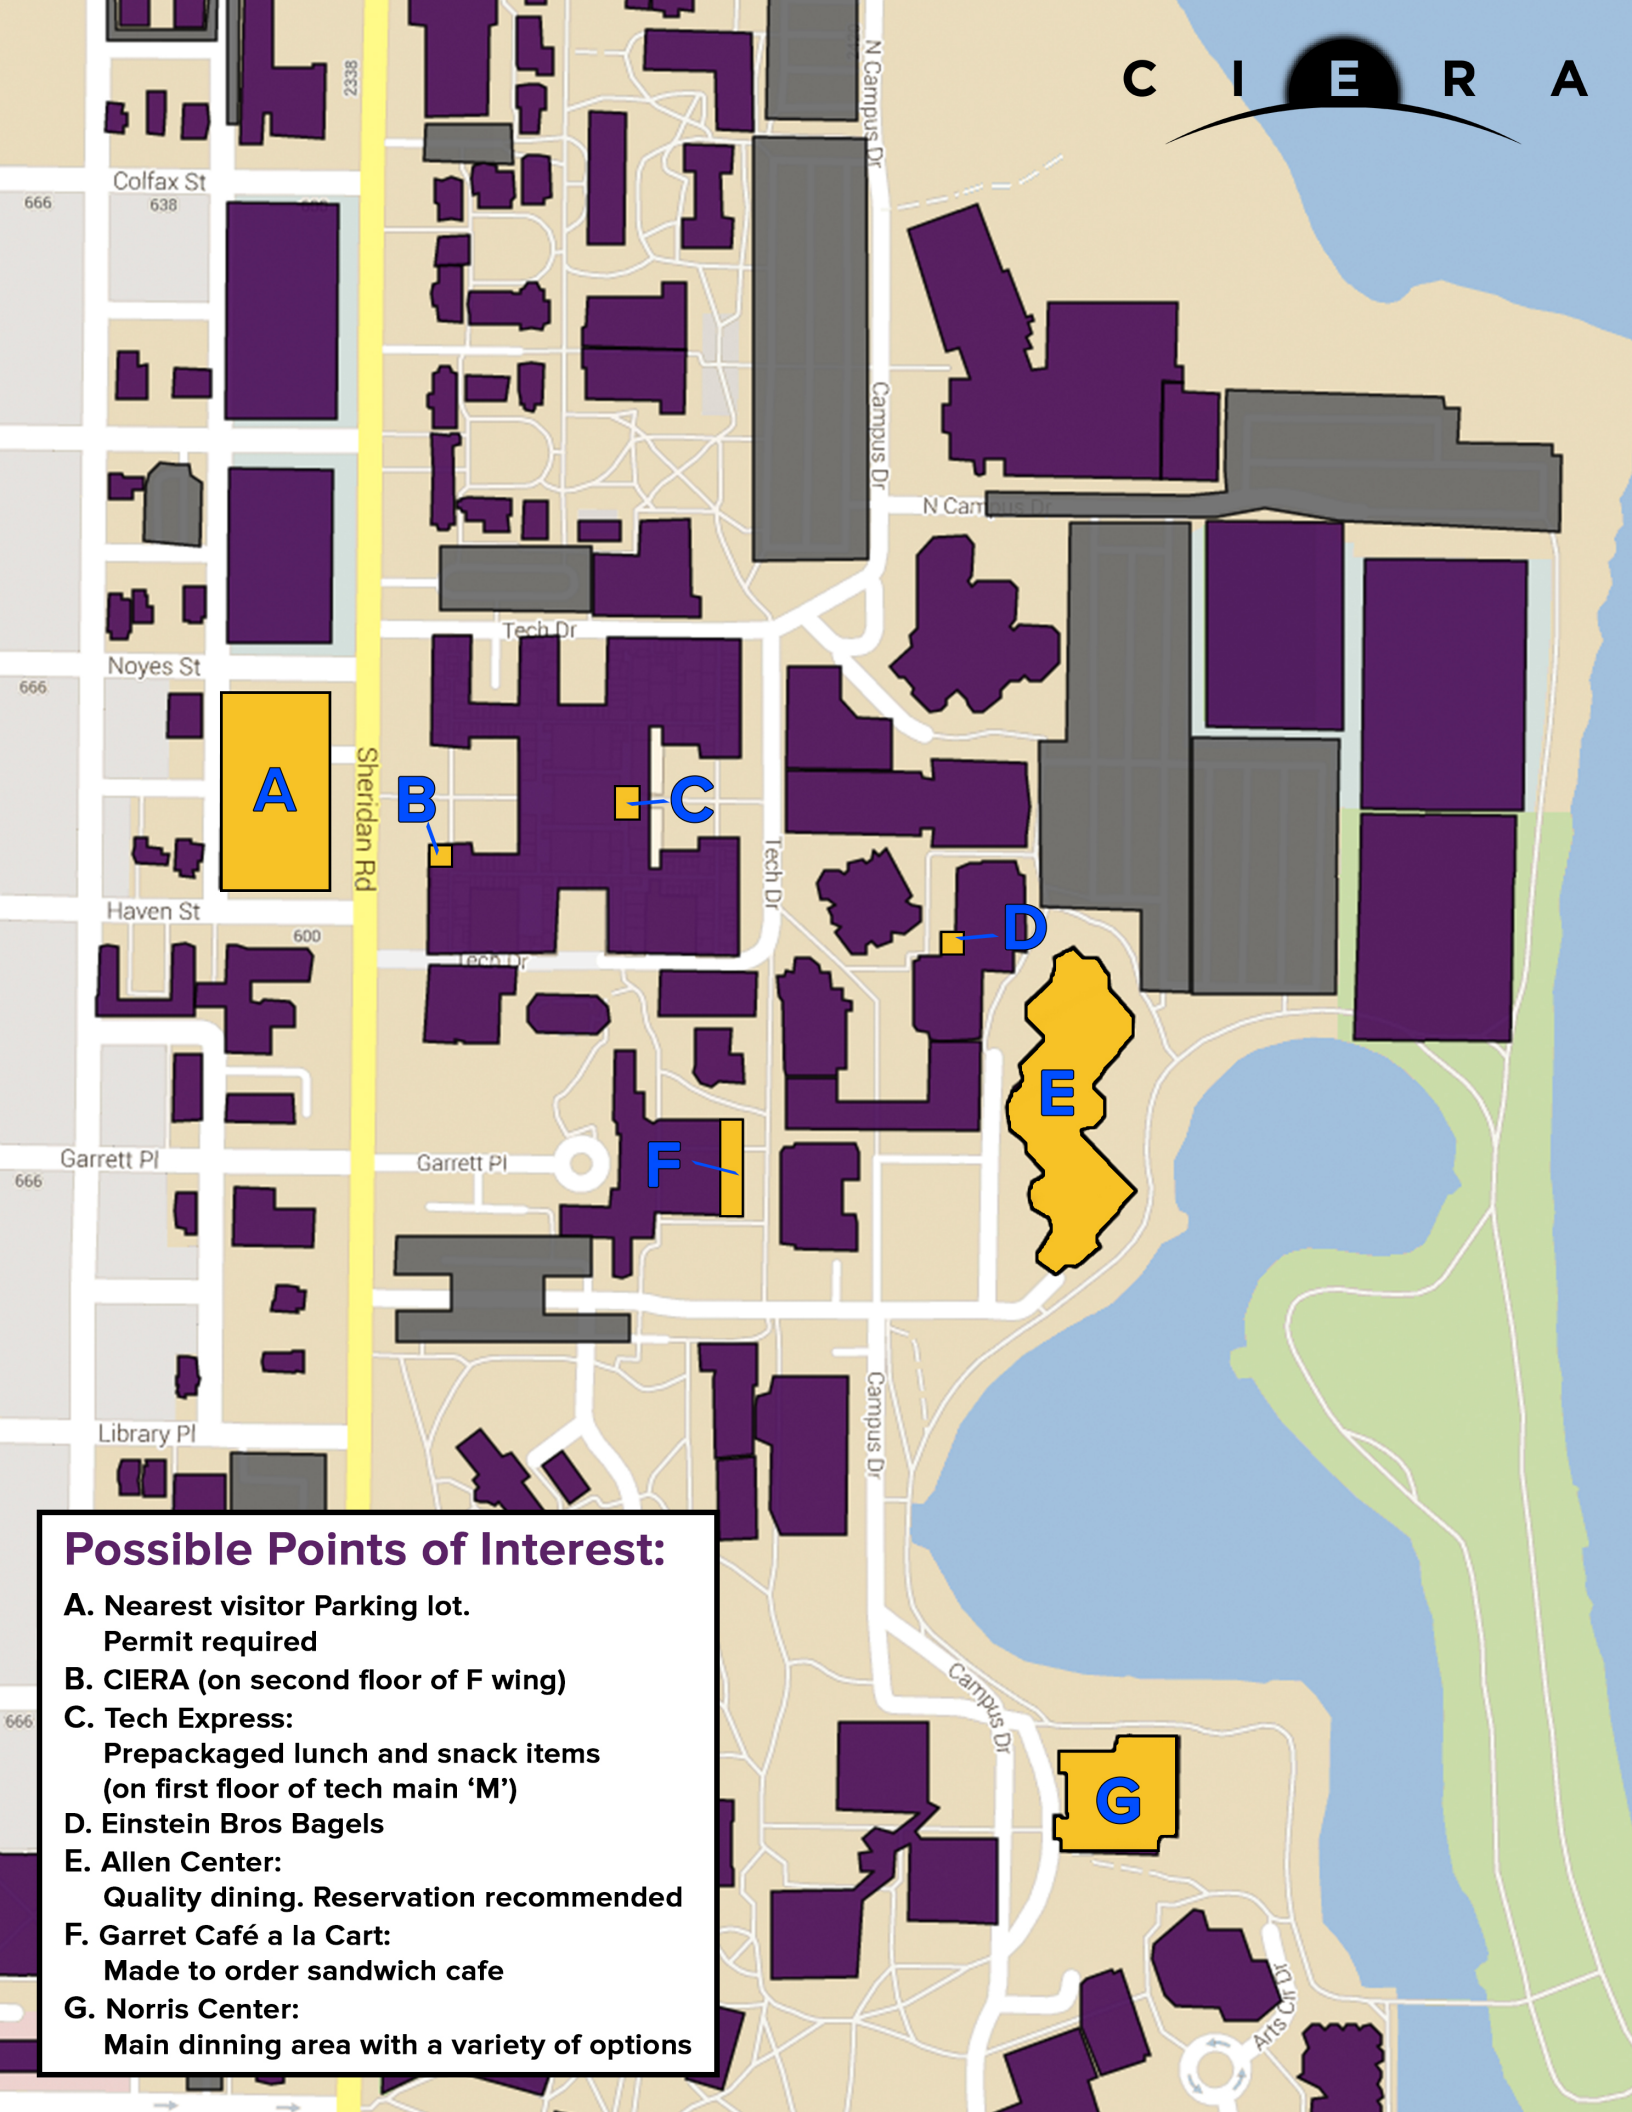 C I E R A
N Campus Dr
2338
Colfax St
666
638
Campus Dr
N Campus Dr
Tech Dr
Noyes St
666
A
Sheridan Rd
B
C
Tech Dr
Haven St
600
D
Tech Dr
E
Garrett Pl
Garrett Pl
F
666
Campus Dr
Library Pl
Possible Points of Interest:
A. Nearest visitor Parking lot.
Permit required
B. CIERA (on second floor of F wing)
C. Tech Express:
Prepackaged lunch and snack items
(on first floor of tech main ‘M’)
D. Einstein Bros Bagels
E. Allen Center:
Quality dining. Reservation recommended
F. Garret Café a la Cart:
Made to order sandwich cafe
G. Norris Center:
Main dinning area with a variety of options
Campus Dr
666
G
Arts Cir Dr